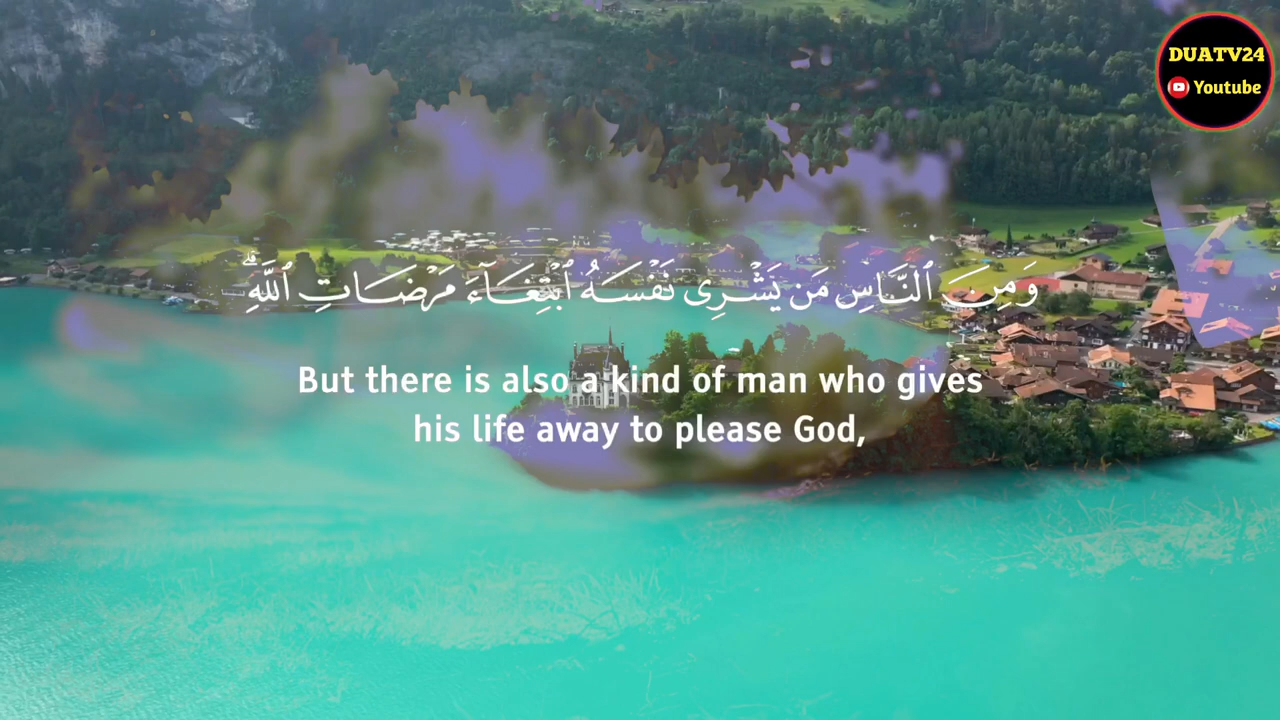 DUATV24
Youtube
وَمِنَ ٱلنَّاسِ مَن يَشْرِى نَفْسَهُ ٱبْتِغَآءَ مَرْضَاتِ ٱللَّهِ ۗ
But there is also a kind of man who gives
his life away to please God,